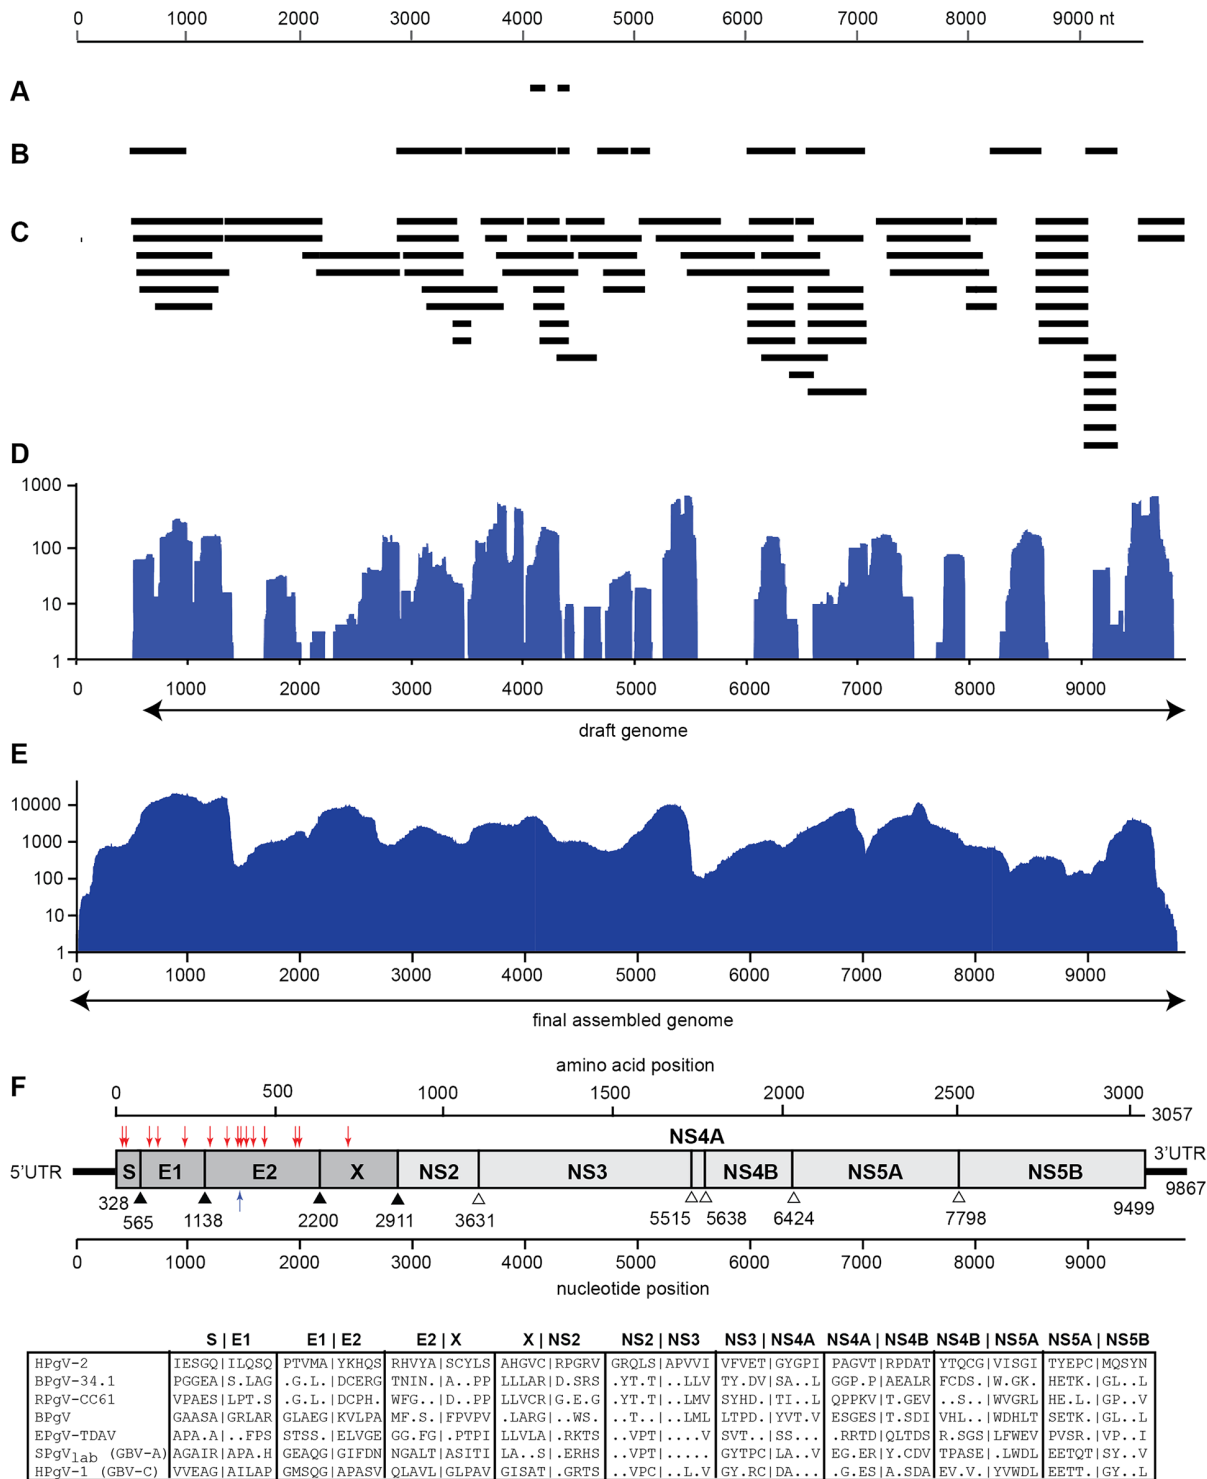 0 1000 2000 3000 4000 5000 6000 7000 8000 9000 nt
A
B
C
D
1000
100
10
1
0 1000 2000 3000 4000 5000 6000 7000 8000 9000
draft genome
E
10000
1000
100
10
1
0 1000 2000 3000 4000 5000 6000 7000 8000 9000
final assembled genome
amino acid position
F
0 500 1000 1500 2000 2500 3000
3057
NS4A
5'UTR S E1 E2 X NS2 NS3 NS4B NS5A NS5B 3'UTR
328 565 1138 2200 2911 3631 5515 5638 6424 7798 9499 9867
0 1000 2000 3000 4000 5000 6000 7000 8000 9000
nucleotide position
S | E1 E1 | E2 E2 | X X | NS2 NS2 | NS3 NS3 | NS4A NS4A | NS4B NS4B | NS5A NS5A | NS5B
HPgV-2 IESGQ|ILQSQ PTVMA|YKHQS RHVYA|SCYLS AHGVC|RPGRV GRQLS|APVVI VFVET|GYGPI PAGVT|RPDAT YTQCG|VISGI TYEPC|MQSYN
BPgV-34.1 PGGEA|S.LAG .G.L.|DCERG TNIN.|A..PP LLLAR|D.SRS .YT.T|..LLV TY.DV|SA..L GGP.P|AEALR FCDS.|W.GK. HETK.|GL..L
RPgV-CC61 VPAES|LPT.S .G.L.|DCPH. WFG..|D..PP LLVCR|G.E.G YT.T.|..LMV SYHD.|TI... QPPKV|T.GEV ..S..|WVGRL HE.L.|GP..V
BPgV GAASA|GRLAR GLAEG|KVLPA MF.S.|FPVPV .LARG|..WS. .T..|..LML LTPD.|YVT.V ESGES|T.SDI VHL..|WDHLT SETK.|GL..L
EPgV-TDAV APA.A|..FPS STSS.|ELVGE GG.FG|.PTPI LLVLA|.RKTS ..VPT|....V ..SS..|.... .RRTD|QLTDS R.SGS|LFWEV PVSR.|VP..I
SPgVlab (GBV-A) AGAIR|APA.H GEAQG|GIFDN NGALT|ASITI LA..S|ERHS ..VPT|..... GYTPC|LA..V EG.ER|Y.CDV TPASE|.LWDL EETQT|SY..V
HPgV-1 (GBV-C) VVEAG|AILAP GMSQG|APASV QLAVL|GLPAV GISAT|.GRTS ..VPC|..L.V GY.RC|DA... .G.ES|A.SDA EV.V.|YVWDL EETT.|GY..L